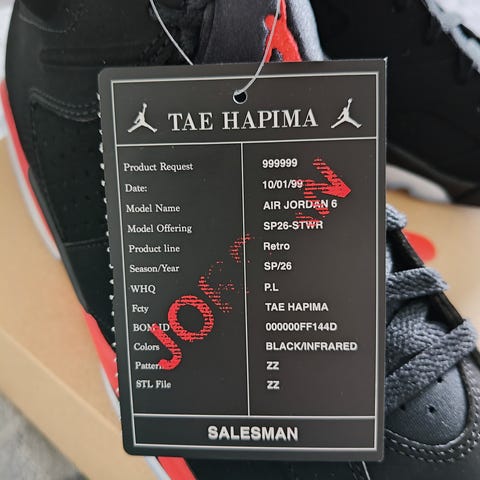 TAE HAPIMA
Product Request 999999
Date: 10/01/99
Model Name AIR JORDAN 6
Model Offering SP26-STWR
Product line Retro
Season/Year SP/26
WHQ P.L
Fcty TAE HAPIMA
BOM ID 000000FF144D
Colors BLACK/INFRARED
Pattern ZZ
STL File ZZ
SALESMAN